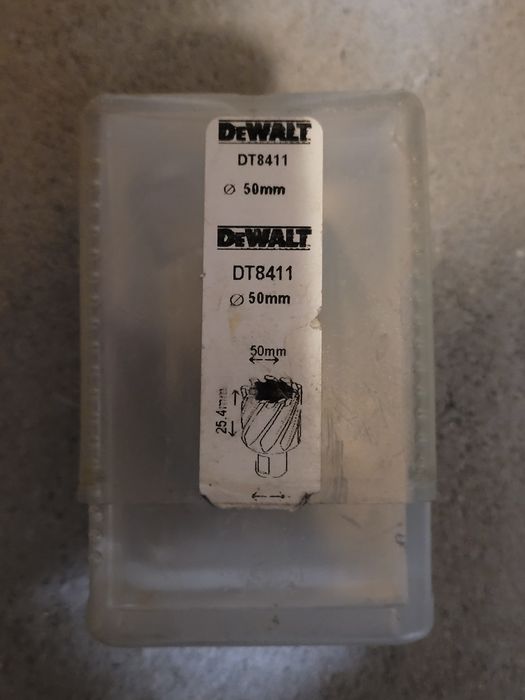 DEWALT
DT8411
Ø 50mm
DEWALT
DT8411
Ø 50mm
50mm
25.4mm